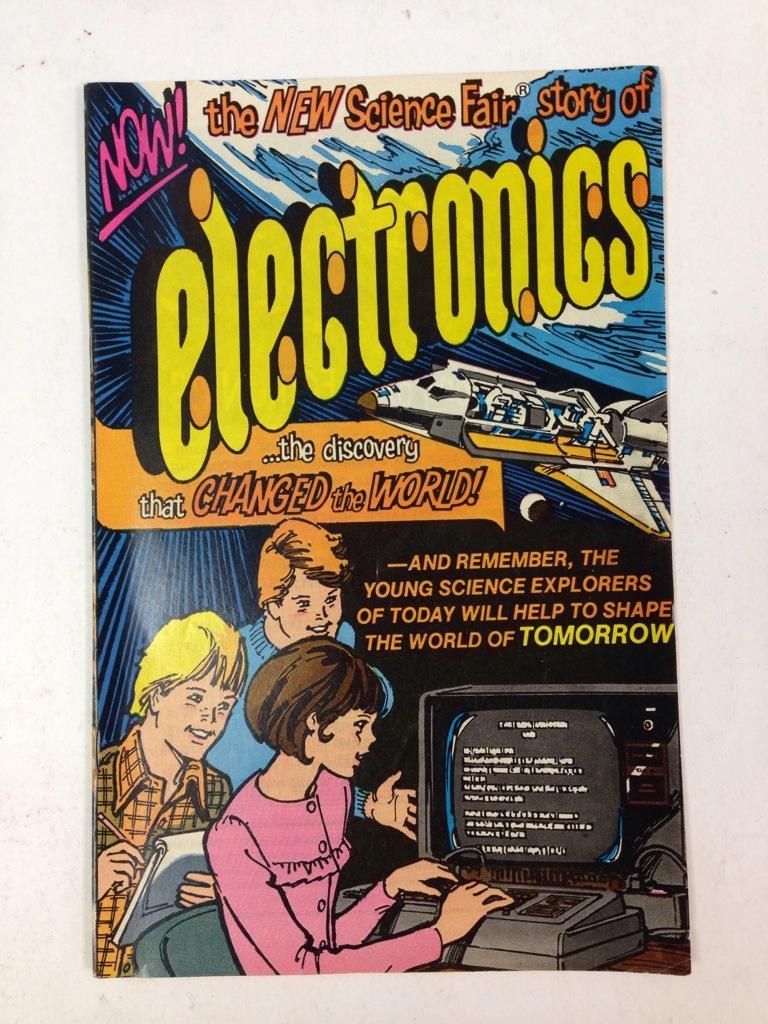 NOW!
the NEW Science Fair® story of
electronics
...the discovery
that CHANGED the WORLD!
—AND REMEMBER, THE
YOUNG SCIENCE EXPLORERS
OF TODAY WILL HELP TO SHAPE
THE WORLD OF TOMORROW